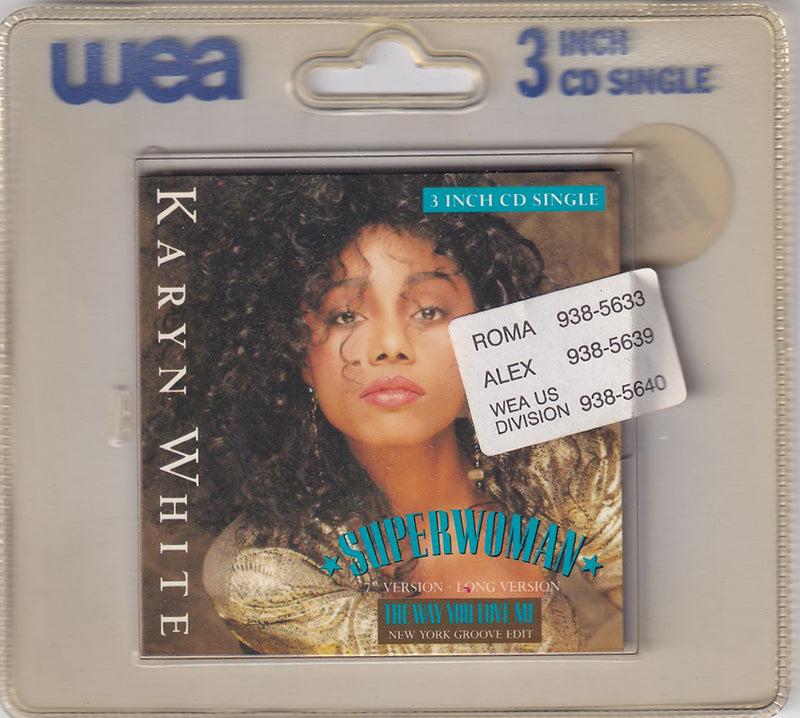 wea
3 INCH
CD SINGLE
3 INCH CD SINGLE
KARYN WHITE
ROMA 938-5633
ALEX 938-5639
WEA US
DIVISION 938-5640
SUPERWOMAN
7" VERSION · LONG VERSION
THE WAY YOU LOVE ME
NEW YORK GROOVE EDIT